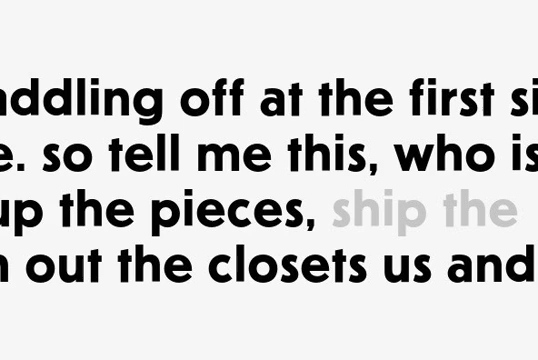 addling off at the first si
e. so tell me this, who is
up the pieces, ship the
n out the closets us and